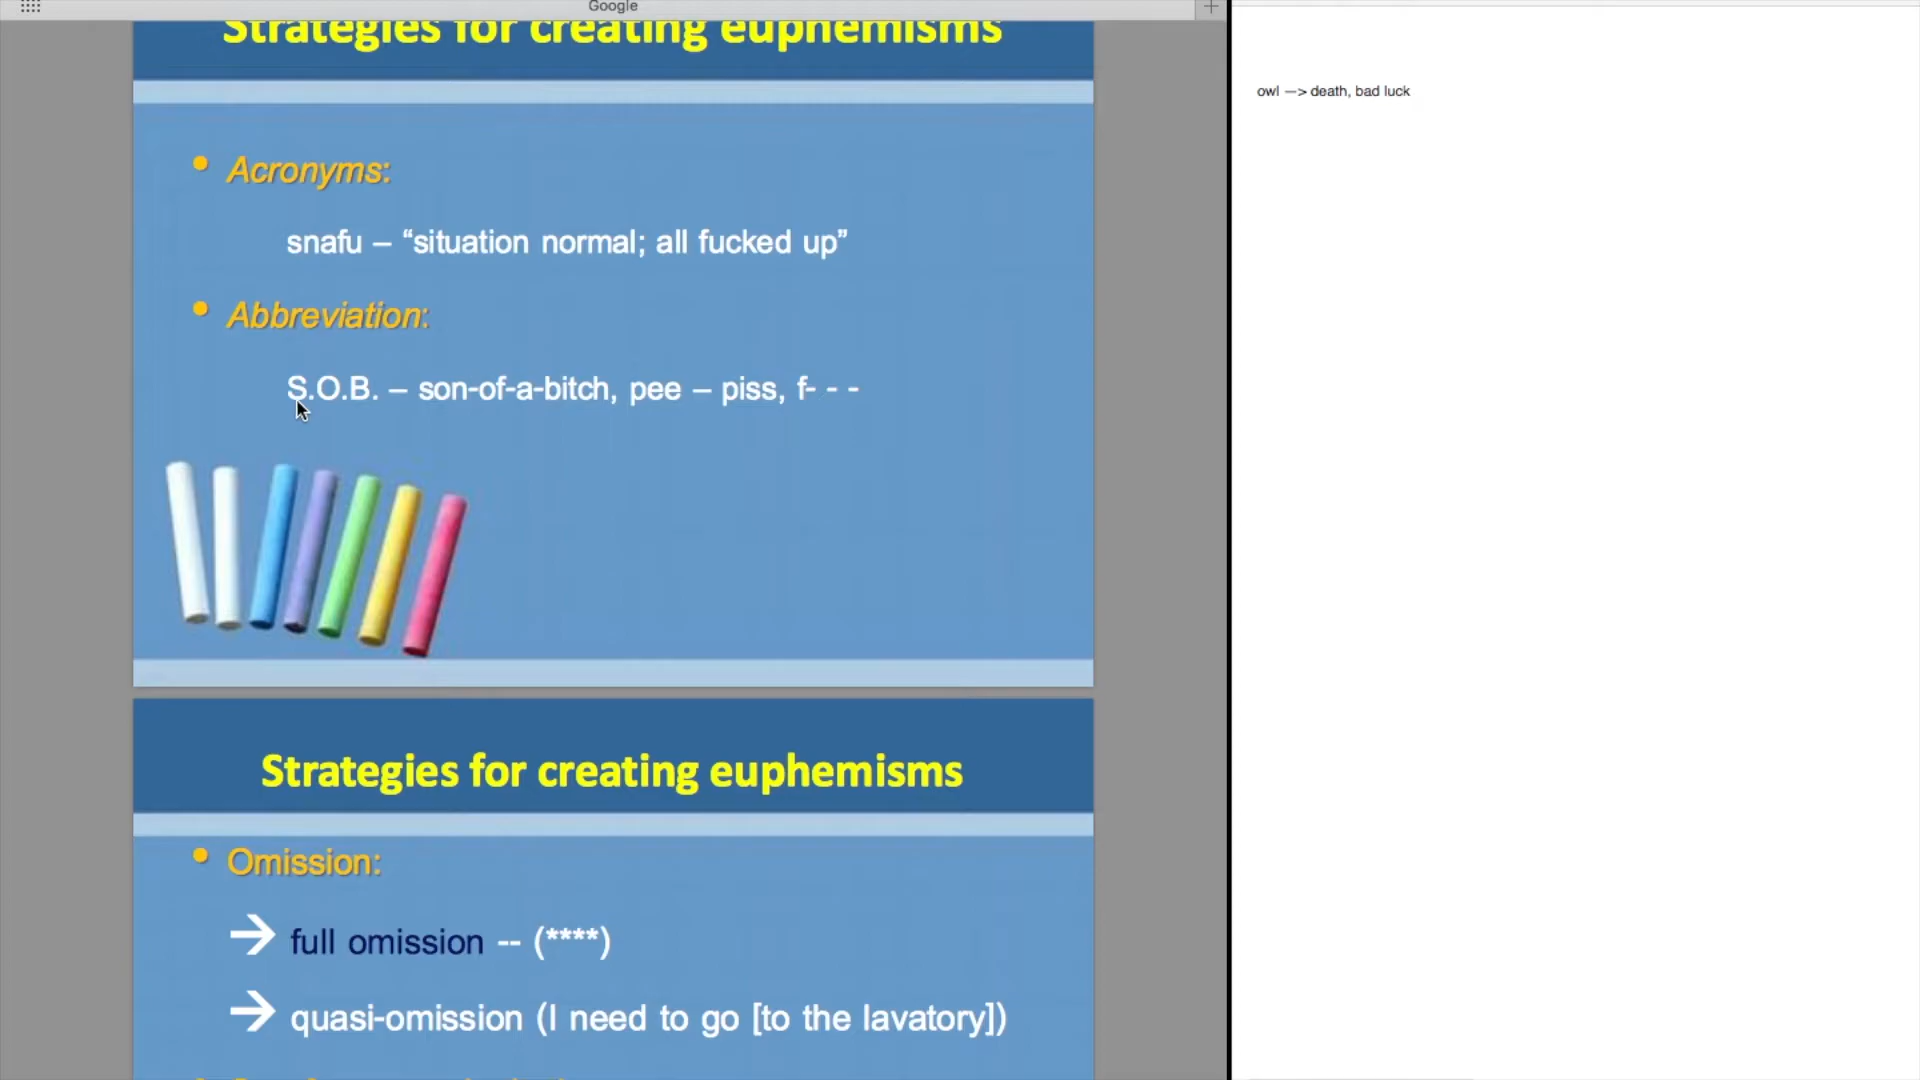 Google
Strategies for creating euphemisms
• Acronyms:
snafu – “situation normal; all fucked up”
• Abbreviation:
S.O.B. – son-of-a-bitch, pee – piss, f- - -
Strategies for creating euphemisms
• Omission:
→ full omission -- (****)
→ quasi-omission (I need to go [to the lavatory])
owl —> death, bad luck